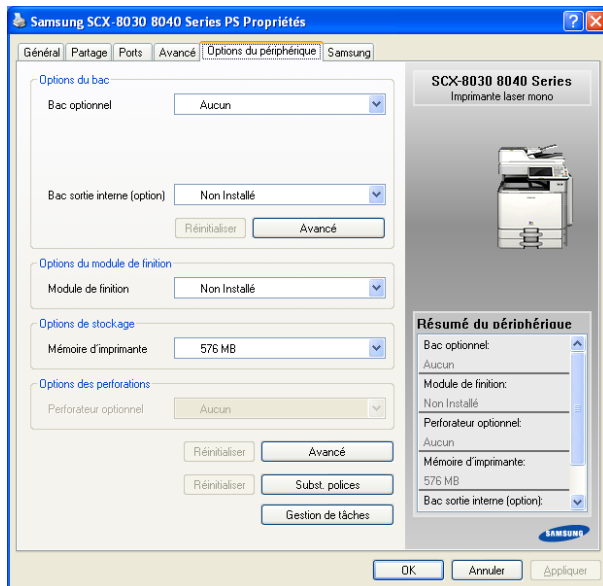 Samsung SCX-8030 8040 Series PS Propriétés
Général Partage Ports Avancé Options du périphérique Samsung
Options du bac
Bac optionnel Aucun
Bac sortie interne (option) Non Installé
Réinitialiser Avancé
Options du module de finition
Module de finition Non Installé
Options de stockage
Mémoire d'imprimante 576 MB
Options des perforations
Perforateur optionnel Aucun
Réinitialiser Avancé
Réinitialiser Subst. polices
Gestion de tâches
SCX-8030 8040 Series
Imprimante laser mono
Résumé du périphérique
Bac optionnel:
Aucun
Module de finition:
Non Installé
Perforateur optionnel:
Aucun
Mémoire d'imprimante:
576 MB
Bac sortie interne (option):
SAMSUNG
OK Annuler Appliquer